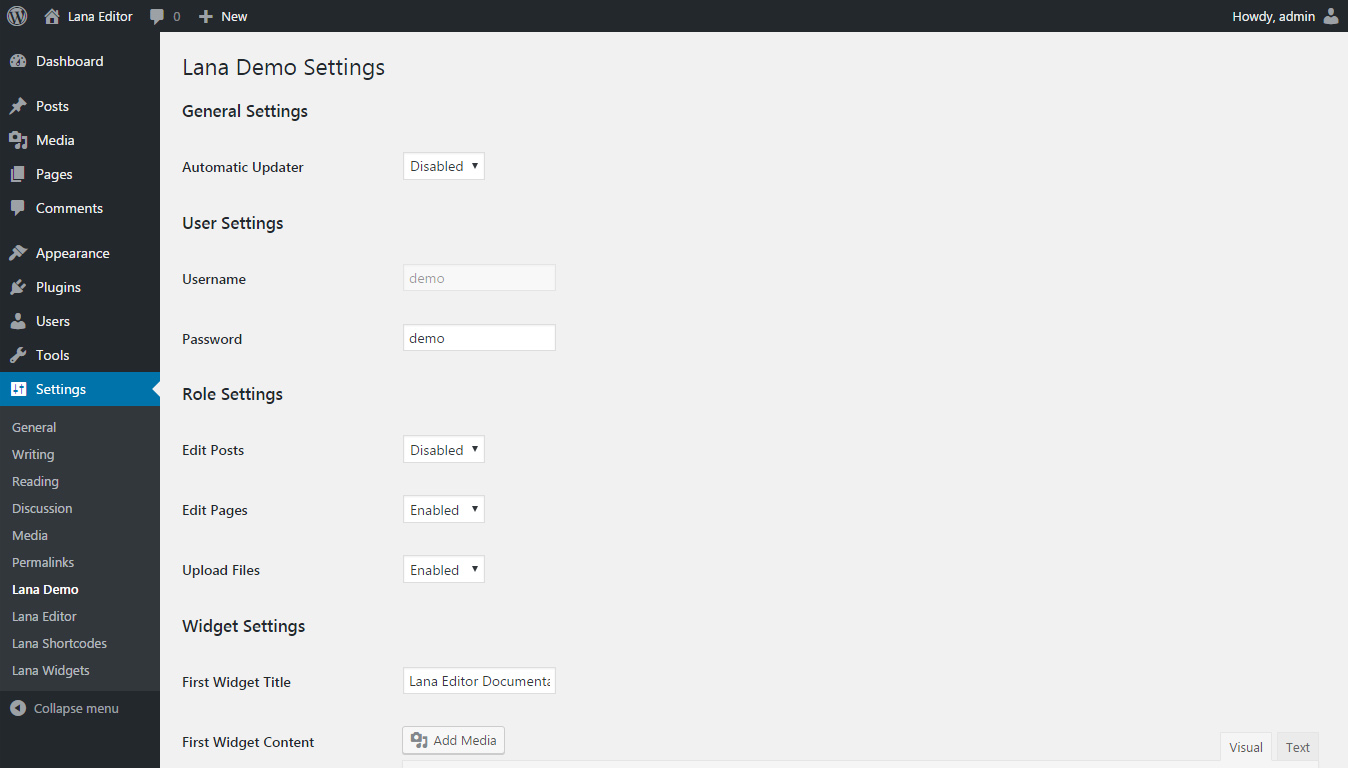 Lana Editor 0 New Howdy, admin
Dashboard
Posts
Media
Pages
Comments
Appearance
Plugins
Users
Tools
Settings
General
Writing
Reading
Discussion
Media
Permalinks
Lana Demo
Lana Editor
Lana Shortcodes
Lana Widgets
Collapse menu
Lana Demo Settings
General Settings
Automatic Updater Disabled
User Settings
Username demo
Password demo
Role Settings
Edit Posts Disabled
Edit Pages Enabled
Upload Files Enabled
Widget Settings
First Widget Title Lana Editor Documenta
First Widget Content Add Media
Visual Text